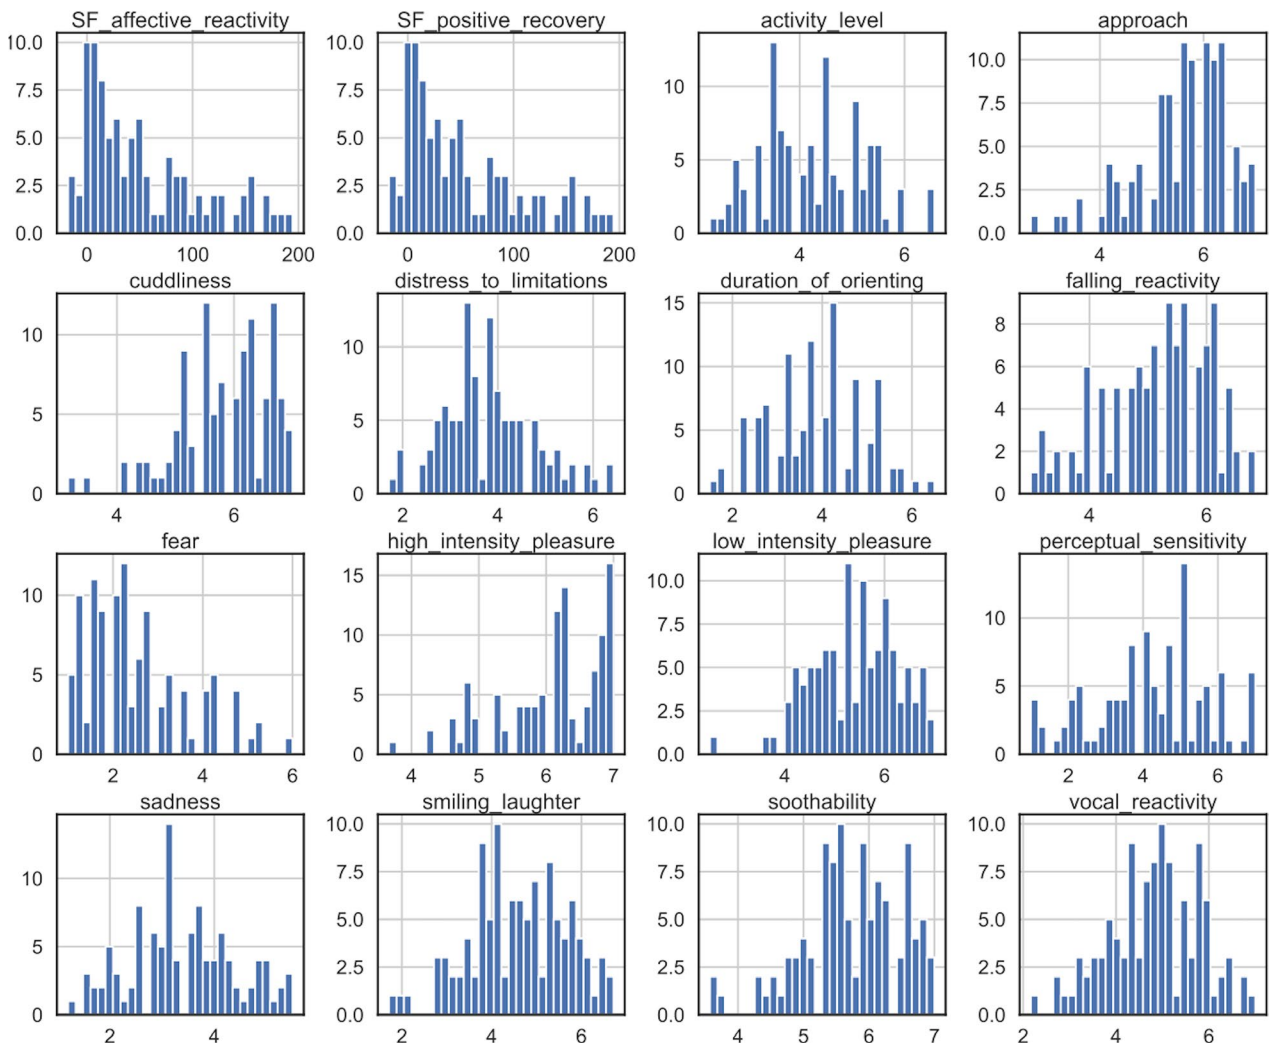 SF_affective_reactivity SF_positive_recovery activity_level approach
10.0 7.5 5.0 2.5 0.0 0 100 200
10.0 7.5 5.0 2.5 0.0 0 100 200
10 5 0 4 6
10.0 7.5 5.0 2.5 0.0 4 6
cuddliness distress_to_limitations duration_of_orienting falling_reactivity
10 5 0 4 6
10 5 0 2 4 6
15 10 5 0 2 4 6
8 6 4 2 0 4 6
fear high_intensity_pleasure low_intensity_pleasure perceptual_sensitivity
10 5 0 2 4 6
15 10 5 0 4 5 6 7
10.0 7.5 5.0 2.5 0.0 4 6
10 5 0 2 4 6
sadness smiling_laughter soothability vocal_reactivity
10 5 0 2 4
10.0 7.5 5.0 2.5 0.0 2 4 6
10.0 7.5 5.0 2.5 0.0 4 5 6 7
10.0 7.5 5.0 2.5 0.0 2 4 6